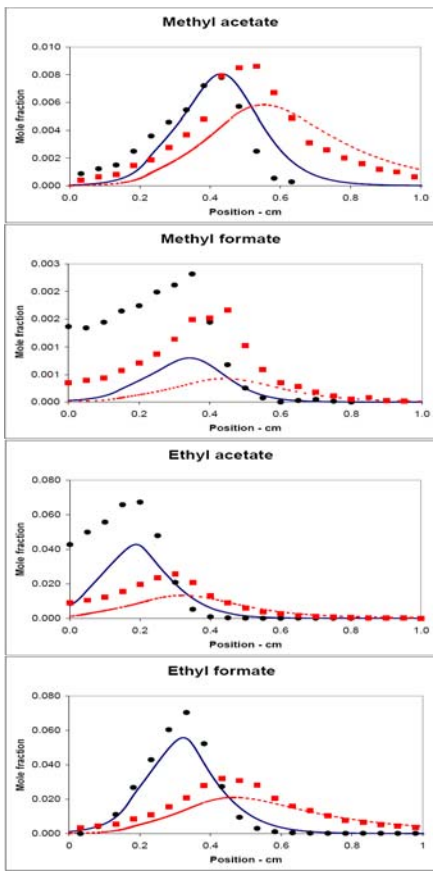 Methyl acetate
0.010
0.008
0.006
0.004
0.002
0.000
Mole fraction
0.0 0.2 0.4 0.6 0.8 1.0
Position - cm
Methyl formate
0.003
0.002
0.002
0.001
0.001
0.000
Mole fraction
0.0 0.2 0.4 0.6 0.8 1.0
Position - cm
Ethyl acetate
0.080
0.060
0.040
0.020
0.000
Mole fraction
0.0 0.2 0.4 0.6 0.8 1.0
Position - cm
Ethyl formate
0.080
0.060
0.040
0.020
0.000
Mole fraction
0.0 0.2 0.4 0.6 0.8 1
Position - cm